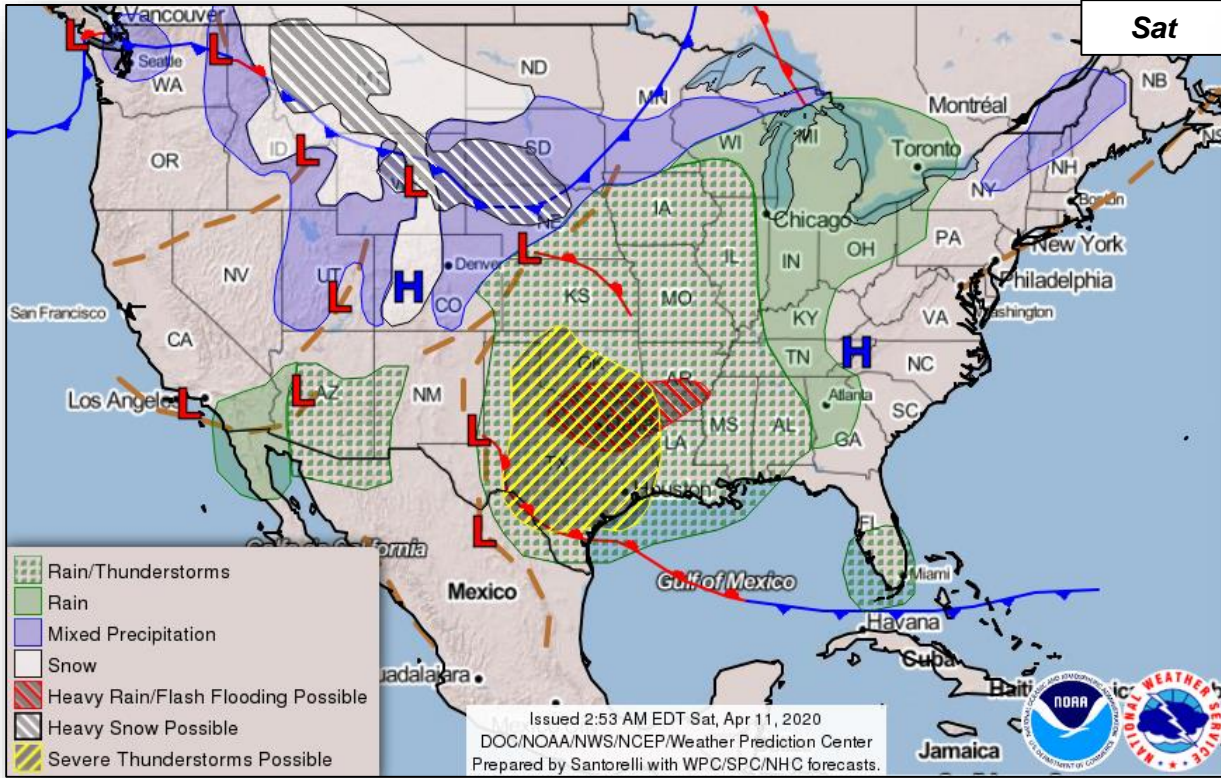 Sat
Vancouver
Seattle
WA
ND
MN
Montréal
NB
OR
ID
SD
WI
MI
Toronto
NH
NY
Boston
IA
NE
Chicago
PA
New York
NV
UT
Denver
CO
IL
IN
OH
Philadelphia
San Francisco
KS
MO
KY
VA
CA
TN
NC
Los Angeles
AZ
NM
OK
AR
Atlanta
SC
MS
AL
GA
LA
TX
Houston
FL
Miami
Gulf of Mexico
Mexico
Havana
Cuba
Jamaica
L
L
L
L
L
H
L
H
L
L
L
L
Rain/Thunderstorms
Rain
Mixed Precipitation
Snow
Heavy Rain/Flash Flooding Possible
Heavy Snow Possible
Severe Thunderstorms Possible
Issued 2:53 AM EDT Sat, Apr 11, 2020
DOC/NOAA/NWS/NCEP/Weather Prediction Center
Prepared by Santorelli with WPC/SPC/NHC forecasts.
NOAA
NATIONAL WEATHER SERVICE